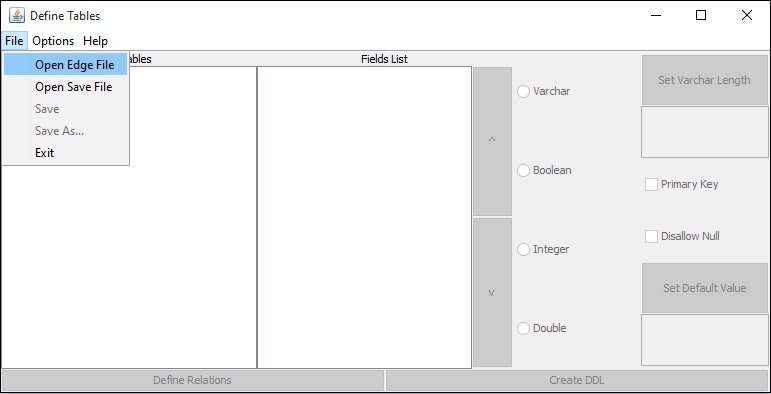 Define Tables
File Options Help
Open Edge File
Open Save File
Save
Save As...
Exit
ables
Fields List
^
v
Varchar
Boolean
Integer
Double
Set Varchar Length
Primary Key
Disallow Null
Set Default Value
Define Relations
Create DDL